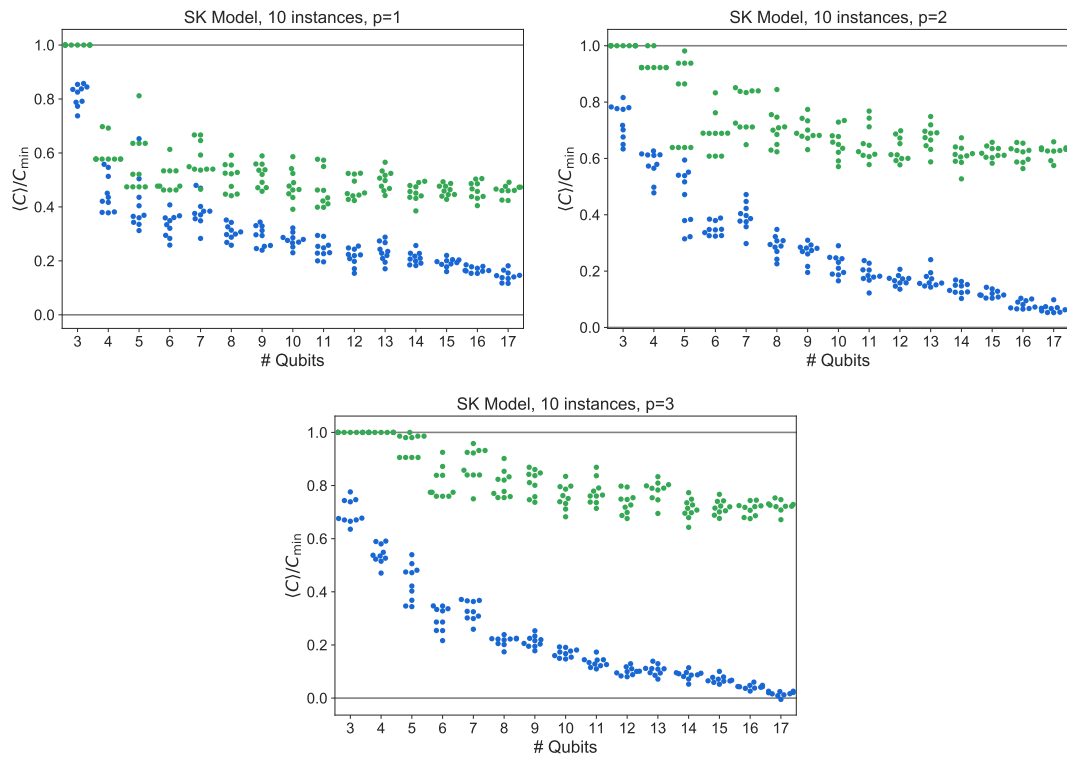 SK Model, 10 instances, p=1
⟨C⟩/C_min
1.0
0.8
0.6
0.4
0.2
0.0
3 4 5 6 7 8 9 10 11 12 13 14 15 16 17
# Qubits
SK Model, 10 instances, p=2
⟨C⟩/C_min
1.0
0.8
0.6
0.4
0.2
0.0
3 4 5 6 7 8 9 10 11 12 13 14 15 16 17
# Qubits
SK Model, 10 instances, p=3
⟨C⟩/C_min
1.0
0.8
0.6
0.4
0.2
0.0
3 4 5 6 7 8 9 10 11 12 13 14 15 16 17
# Qubits